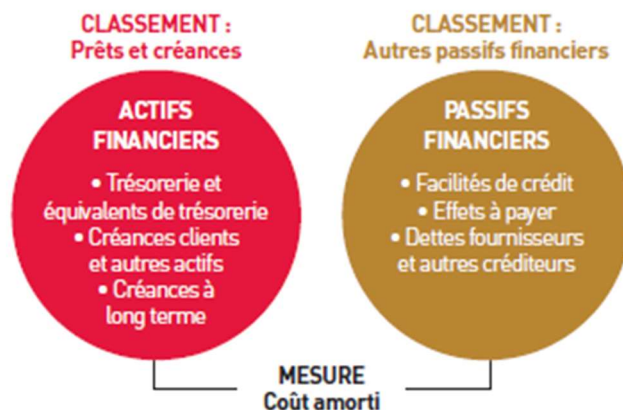 CLASSEMENT :
Prêts et créances
ACTIFS
FINANCIERS
• Trésorerie et
équivalents de trésorerie
• Créances clients
et autres actifs
• Créances à
long terme
CLASSEMENT :
Autres passifs financiers
PASSIFS
FINANCIERS
• Facilités de crédit
• Effets à payer
• Dettes fournisseurs
et autres créditeurs
MESURE
Coût amorti